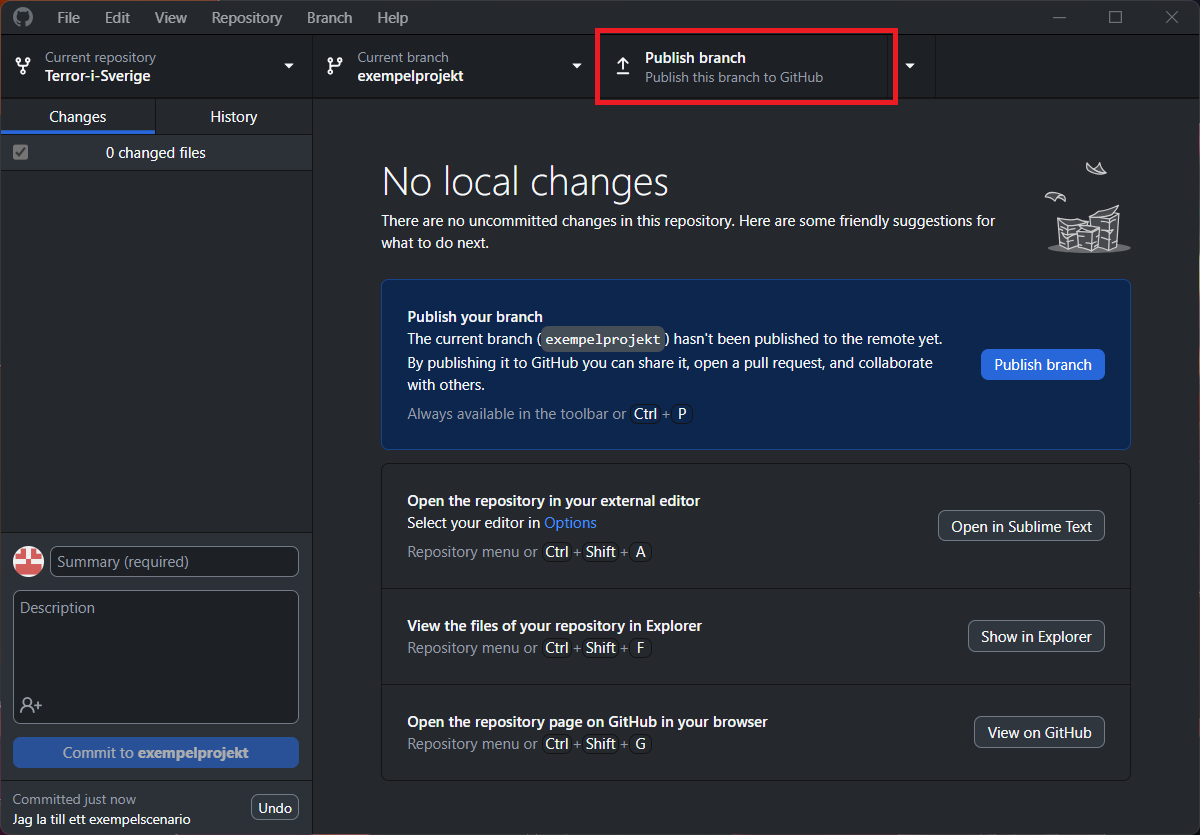 File Edit View Repository Branch Help
Current repository
Terror-i-Sverige
Current branch
exempelprojekt
Publish branch
Publish this branch to GitHub
Changes
History
0 changed files
No local changes
There are no uncommitted changes in this repository. Here are some friendly suggestions for
what to do next.
Publish your branch
The current branch (exempelprojekt) hasn't been published to the remote yet.
By publishing it to GitHub you can share it, open a pull request, and collaborate
with others.
Always available in the toolbar or Ctrl + P
Publish branch
Open the repository in your external editor
Select your editor in Options
Repository menu or Ctrl + Shift + A
Open in Sublime Text
View the files of your repository in Explorer
Repository menu or Ctrl + Shift + F
Show in Explorer
Open the repository page on GitHub in your browser
Repository menu or Ctrl + Shift + G
View on GitHub
Summary (required)
Description
Commit to exempelprojekt
Committed just now
Jag la till ett exempelscenario
Undo